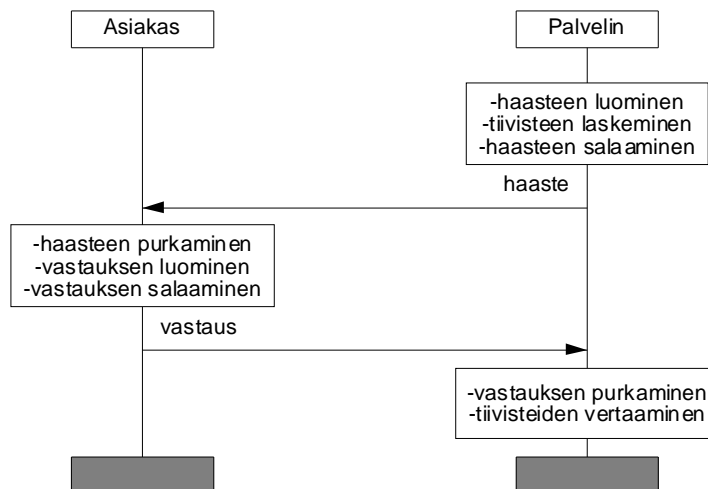 Asiakas
Palvelin
-haasteen luominen
-tiivisteen laskeminen
-haasteen salaaminen
haaste
-haasteen purkaminen
-vastauksen luominen
-vastauksen salaaminen
vastaus
-vastauksen purkaminen
-tiivisteiden vertaaminen